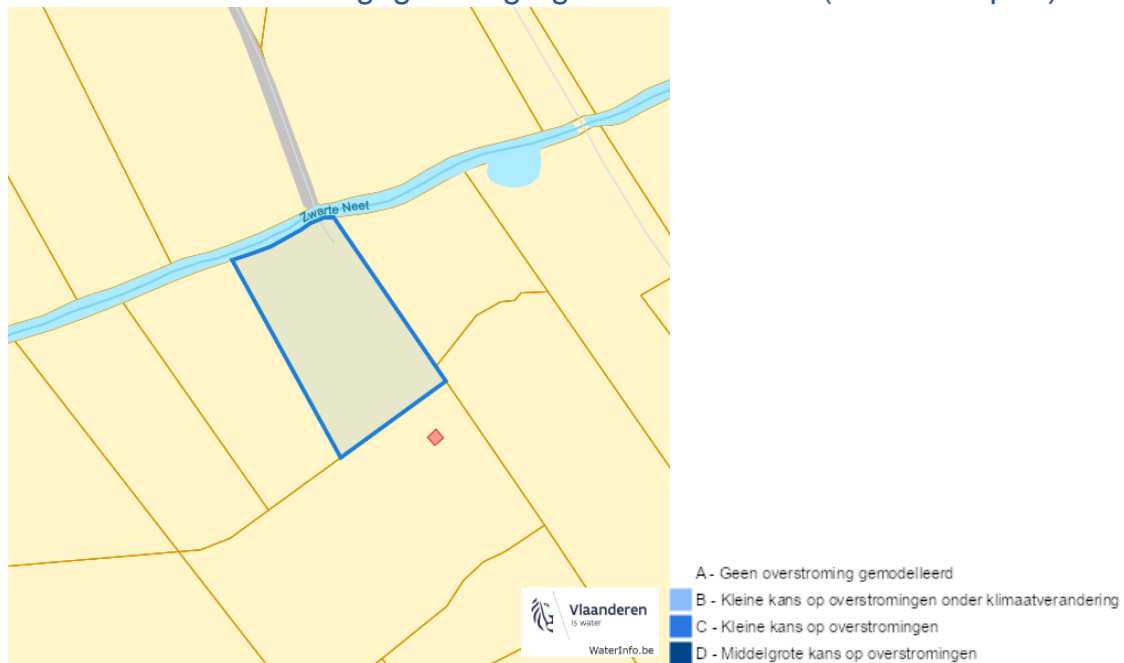 Zwarte Neet
Vlaanderen
is water
WaterInfo.be
A - Geen overstroming gemodelleerd
B - Kleine kans op overstromingen onder klimaatverandering
C - Kleine kans op overstromingen
D - Middelgrote kans op overstromingen